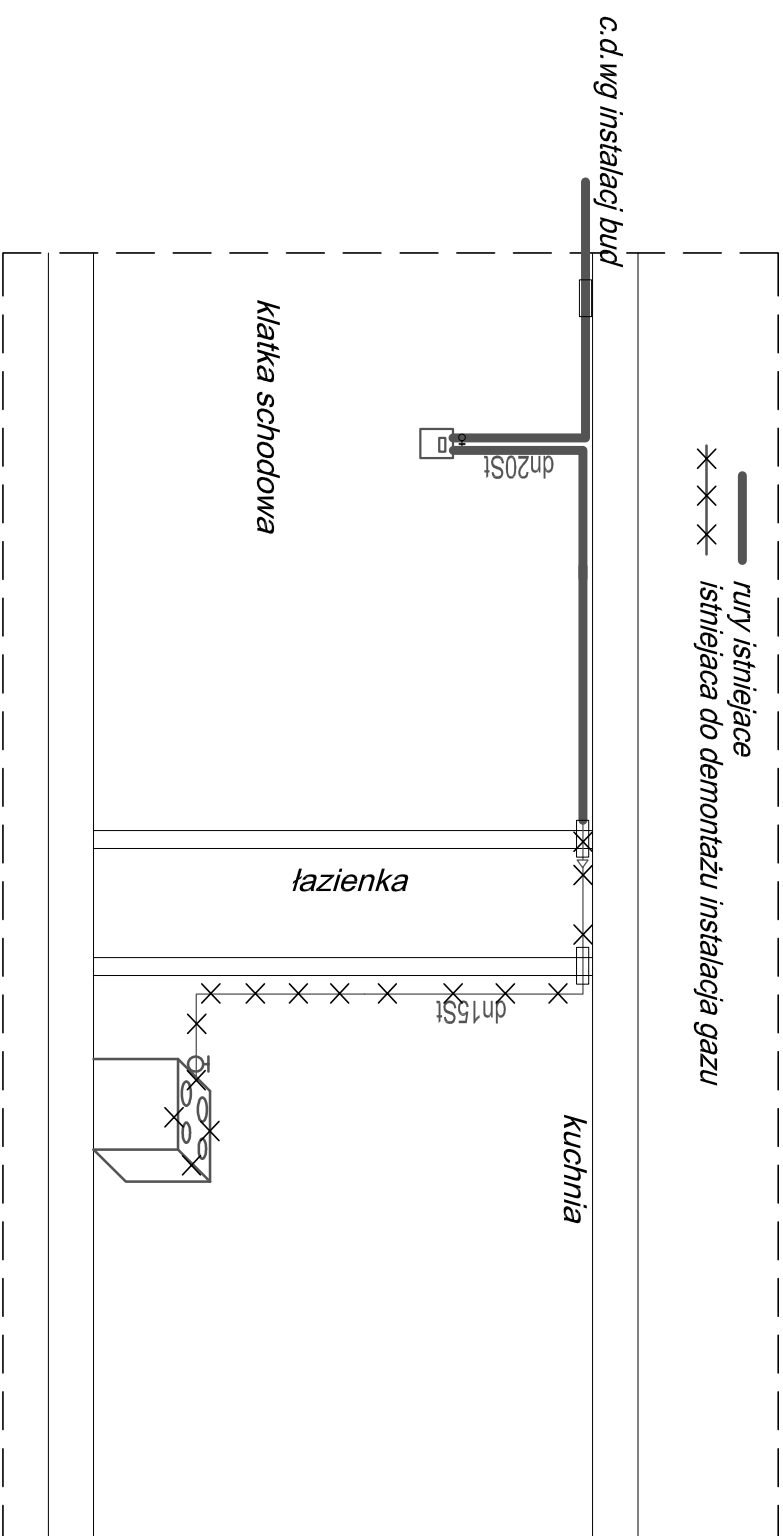 c.d.wg instalacj bud
klatka schodowa
dn20St
rury istniejace
istniejaca do demontażu instalacja gazu
łazienka
dn15St
kuchnia